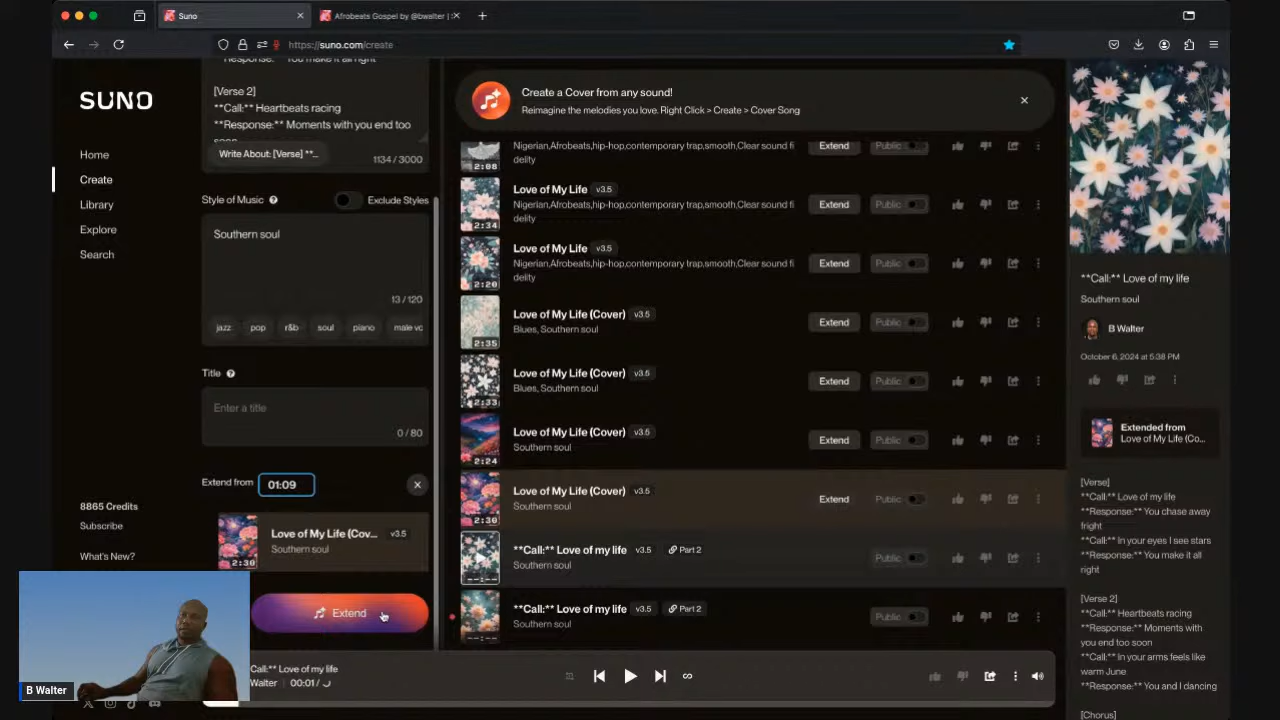 Suno
Afrobeats Gospel by @bwalter |
https://suno.com/create
SUNO
Home
Create
Library
Explore
Search
8865 Credits
Subscribe
What's New?
[Verse 2]
**Call:** Heartbeats racing
**Response:** Moments with you end too
Write About: [Verse] **...
1134 / 3000
Style of Music
Exclude Styles
Southern soul
13 / 120
jazz
pop
r&b
soul
piano
male vo
Title
Enter a title
0 / 80
Extend from
01:09
Love of My Life (Cov...
v3.5
Southern soul
2:30
Extend
Create a Cover from any sound!
Reimagine the melodies you love. Right Click > Create > Cover Song
Nigerian,Afrobeats,hip-hop,contemporary trap,smooth,Clear sound fi
delity
2:08
Extend
Public
Love of My Life v3.5
Nigerian,Afrobeats,hip-hop,contemporary trap,smooth,Clear sound fi
delity
2:34
Extend
Public
Love of My Life v3.5
Nigerian,Afrobeats,hip-hop,contemporary trap,smooth,Clear sound fi
delity
2:20
Extend
Public
Love of My Life (Cover) v3.5
Blues, Southern soul
2:35
Extend
Public
Love of My Life (Cover) v3.5
Blues, Southern soul
2:33
Extend
Public
Love of My Life (Cover) v3.5
Southern soul
2:24
Extend
Public
Love of My Life (Cover) v3.5
Southern soul
2:30
Extend
Public
**Call:** Love of my life v3.5 Part 2
Southern soul
--:--
Public
**Call:** Love of my life v3.5 Part 2
Southern soul
--:--
Public
**Call:** Love of my life
Southern soul
B Walter
October 6, 2024 at 5:38 PM
Extended from
Love of My Life (Co...
[Verse]
**Call:** Love of my life
**Response:** You chase away
fright
**Call:** In your eyes I see stars
**Response:** You make it all
right
[Verse 2]
**Call:** Heartbeats racing
**Response:** Moments with
you end too soon
**Call:** In your arms feels like
warm June
**Response:** You and I dancing
[Chorus]
Call:** Love of my life
Walter
00:01 /
B Walter